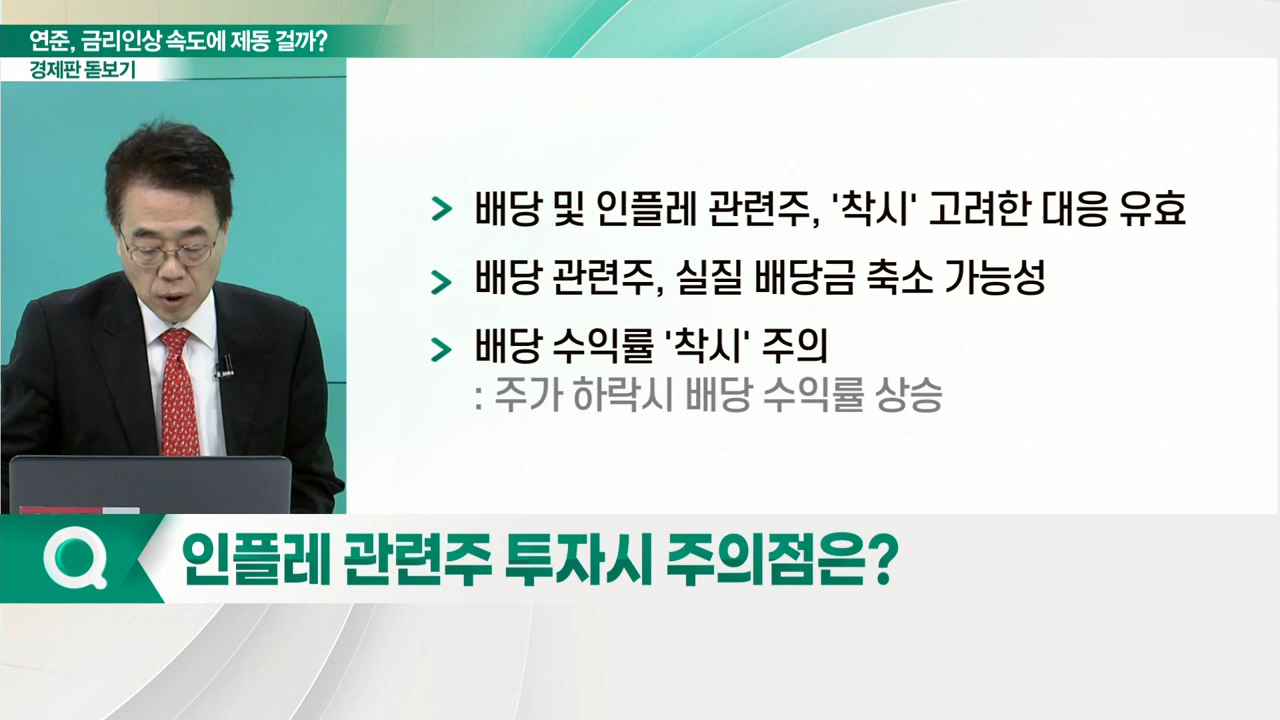 연준, 금리인상 속도에 제동 걸까?
경제판 돋보기
> 배당 및 인플레 관련주, '착시' 고려한 대응 유효
> 배당 관련주, 실질 배당금 축소 가능성
> 배당 수익률 '착시' 주의
: 주가 하락시 배당 수익률 상승
Q 인플레 관련주 투자시 주의점은?